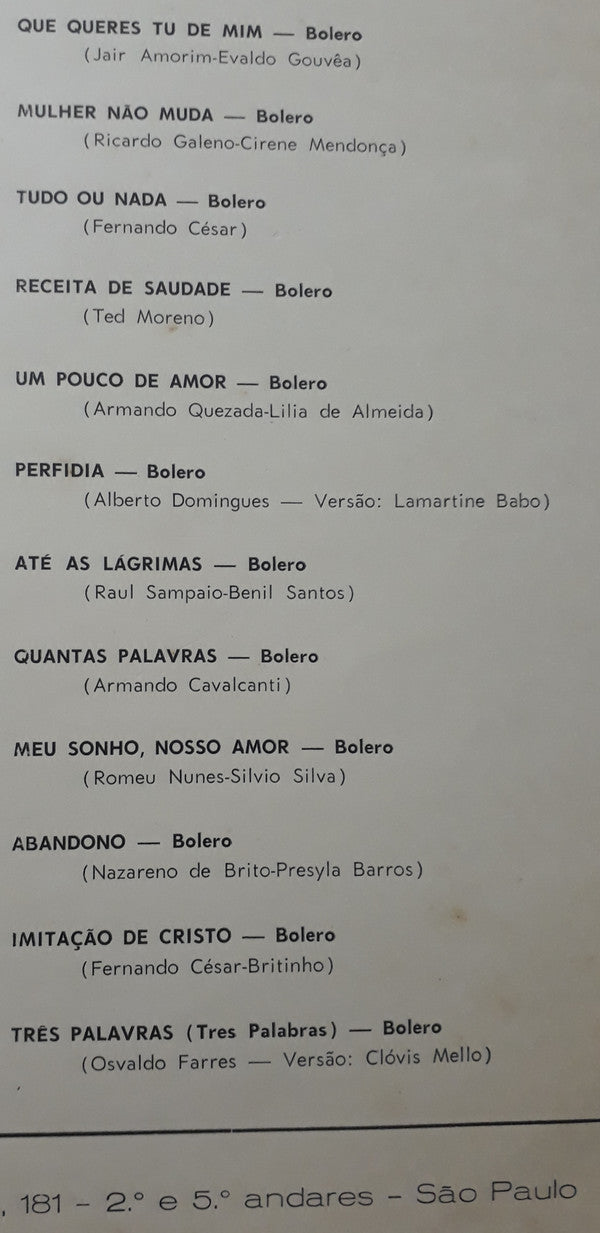 QUE QUERES TU DE MIM — Bolero
(Jair Amorim-Evaldo Gouvêa)
MULHER NÃO MUDA — Bolero
(Ricardo Galeno-Cirene Mendonça)
TUDO OU NADA — Bolero
(Fernando César)
RECEITA DE SAUDADE — Bolero
(Ted Moreno)
UM POUCO DE AMOR — Bolero
(Armando Quezada-Lilia de Almeida)
PERFIDIA — Bolero
(Alberto Domingues — Versão: Lamartine Babo)
ATÉ AS LÁGRIMAS — Bolero
(Raul Sampaio-Benil Santos)
QUANTAS PALAVRAS — Bolero
(Armando Cavalcanti)
MEU SONHO, NOSSO AMOR — Bolero
(Romeu Nunes-Silvio Silva)
ABANDONO — Bolero
(Nazareno de Brito-Presyla Barros)
IMITAÇÃO DE CRISTO — Bolero
(Fernando César-Britinho)
TRÊS PALAVRAS (Tres Palabras) — Bolero
(Osvaldo Farres — Versão: Clóvis Mello)
, 181 - 2.º e 5.º andares - São Paulo